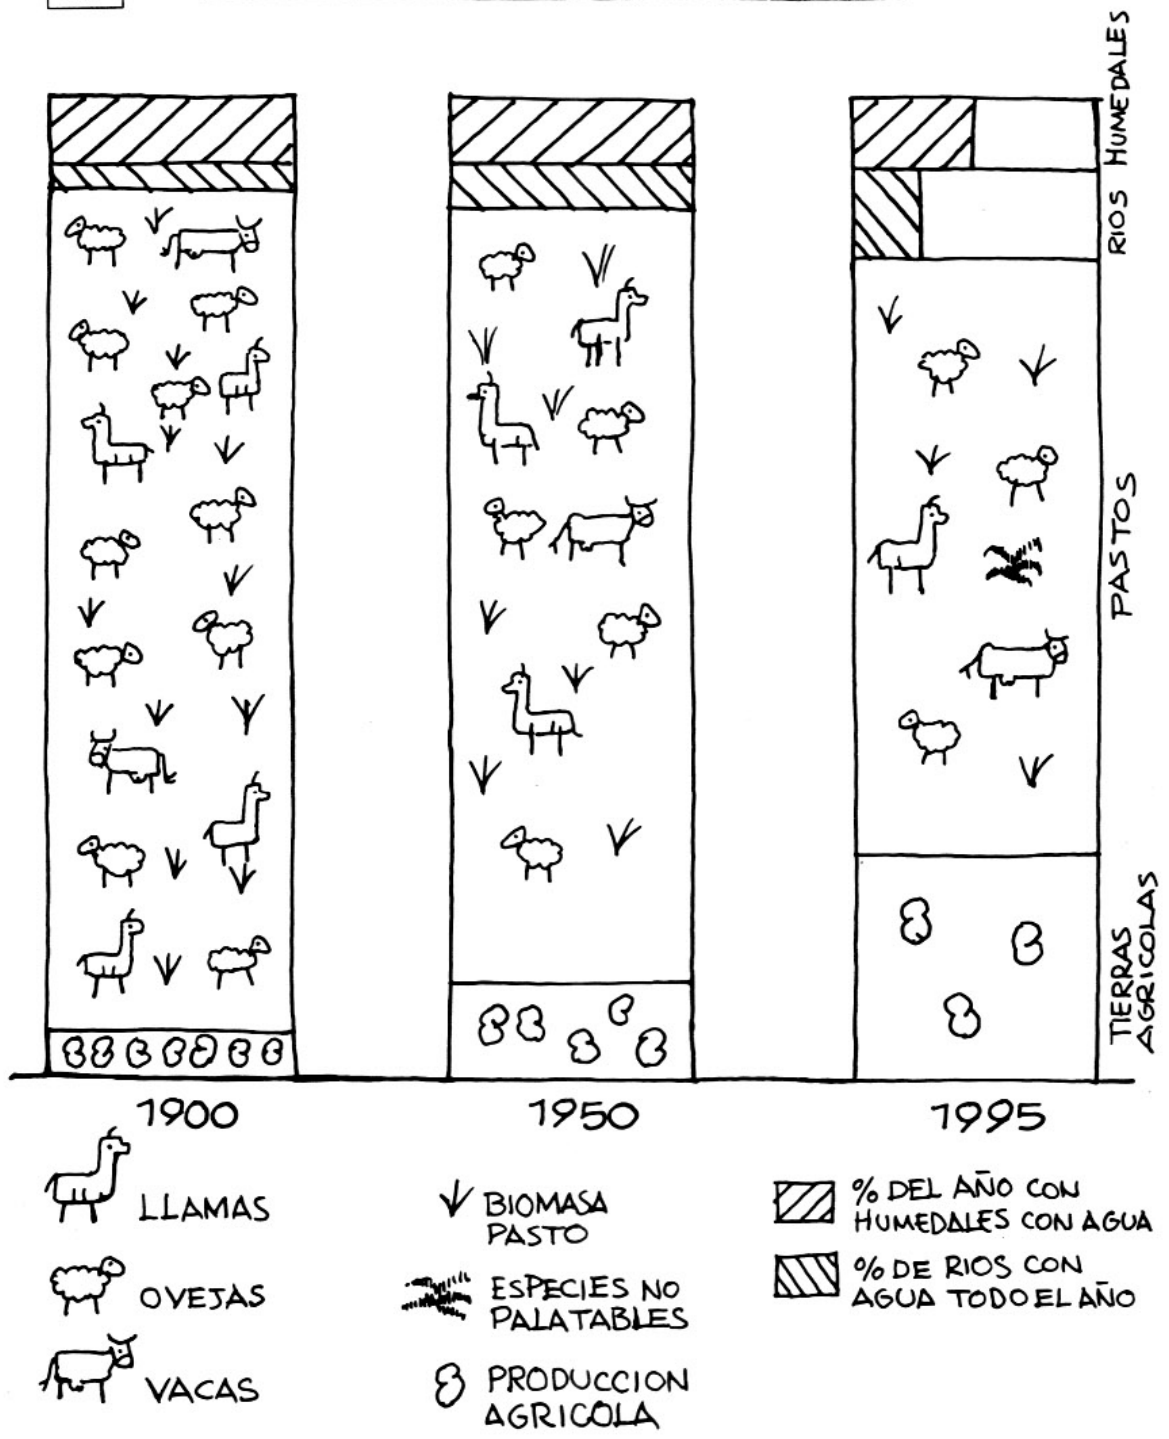 HUMEDALES
RIOS
PASTOS
TIERRAS
AGRICOLAS
1900
1950
1995
LLAMAS
OVEJAS
VACAS
BIOMASA
PASTO
ESPECIES NO
PALATABLES
PRODUCCION
AGRICOLA
% DEL AÑO CON
HUMEDALES CON AGUA
% DE RIOS CON
AGUA TODO EL AÑO